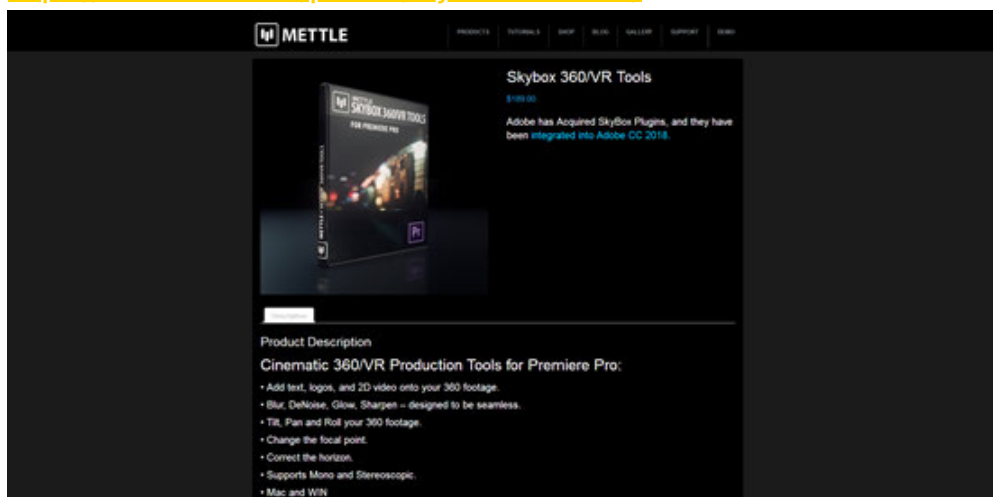 METTLE
PRODUCTS TUTORIALS SHOP BLOG GALLERY SUPPORT DEMO
METTLE
SKYBOX 360/VR TOOLS
FOR PREMIERE PRO
Pr
Skybox 360/VR Tools
$189.00
Adobe has Acquired SkyBox Plugins, and they have
been integrated into Adobe CC 2018.
Description
Product Description
Cinematic 360/VR Production Tools for Premiere Pro:
• Add text, logos, and 2D video onto your 360 footage.
• Blur, DeNoise, Glow, Sharpen – designed to be seamless.
• Tilt, Pan and Roll your 360 footage.
• Change the focal point.
• Correct the horizon.
• Supports Mono and Stereoscopic.
• Mac and WIN